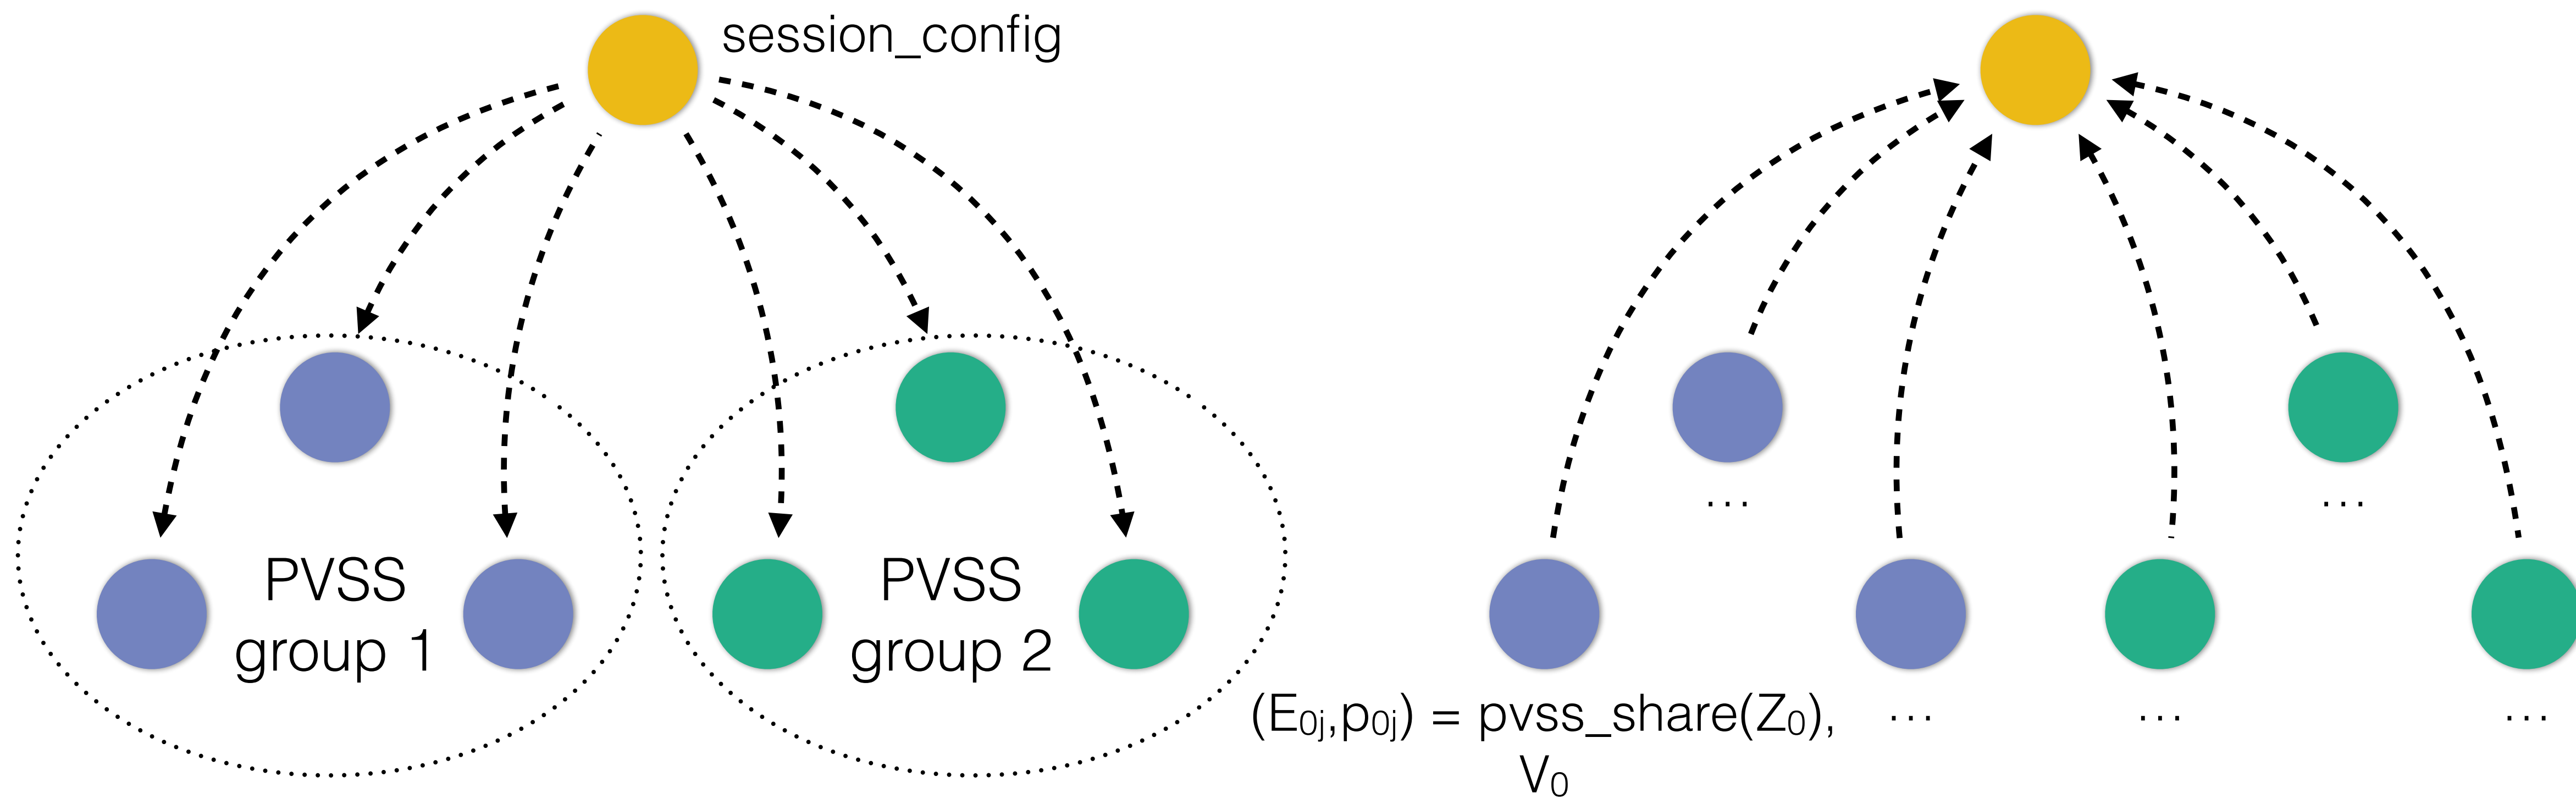 session_config
PVSS
group 1
PVSS
group 2
...
...
(E0j,p0j) = pvss_share(Z0),
V0
...
...
...